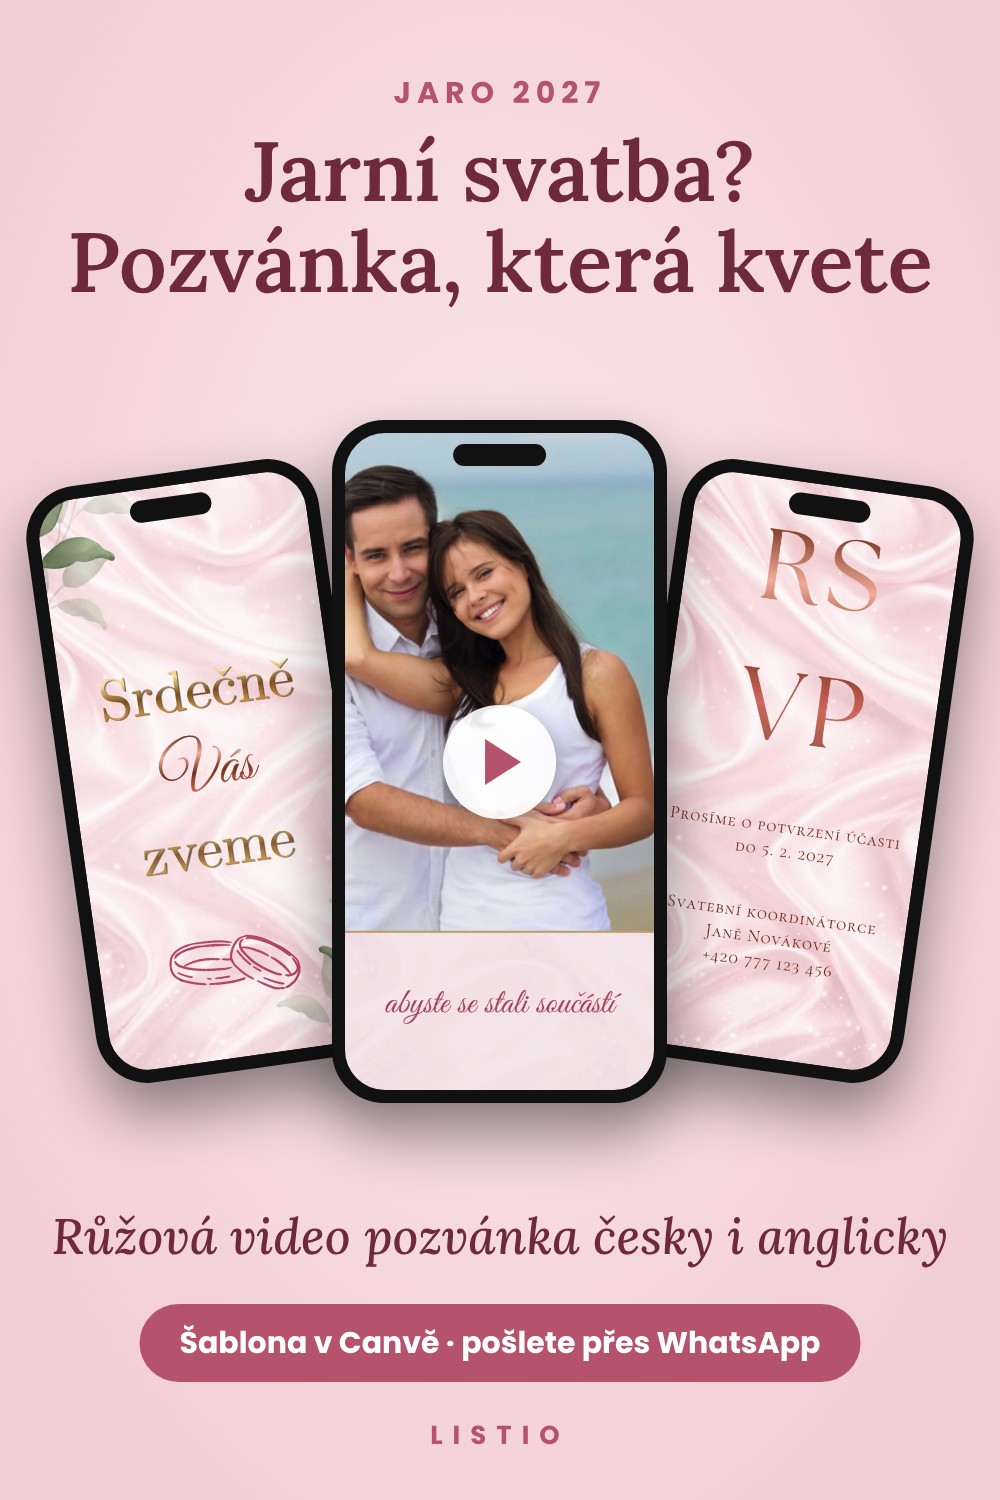 JARO 2027
Jarní svatba?
Pozvánka, která kvete
Srdečně
Vás
zveme
abyste se stali součástí
RS
VP
Prosíme o potvrzení účasti
do 5. 2. 2027
Svatební koordinátorce
Janě Novákové
+420 777 123 456
Růžová video pozvánka česky i anglicky
Šablona v Canvě · pošlete přes WhatsApp
LISTIO